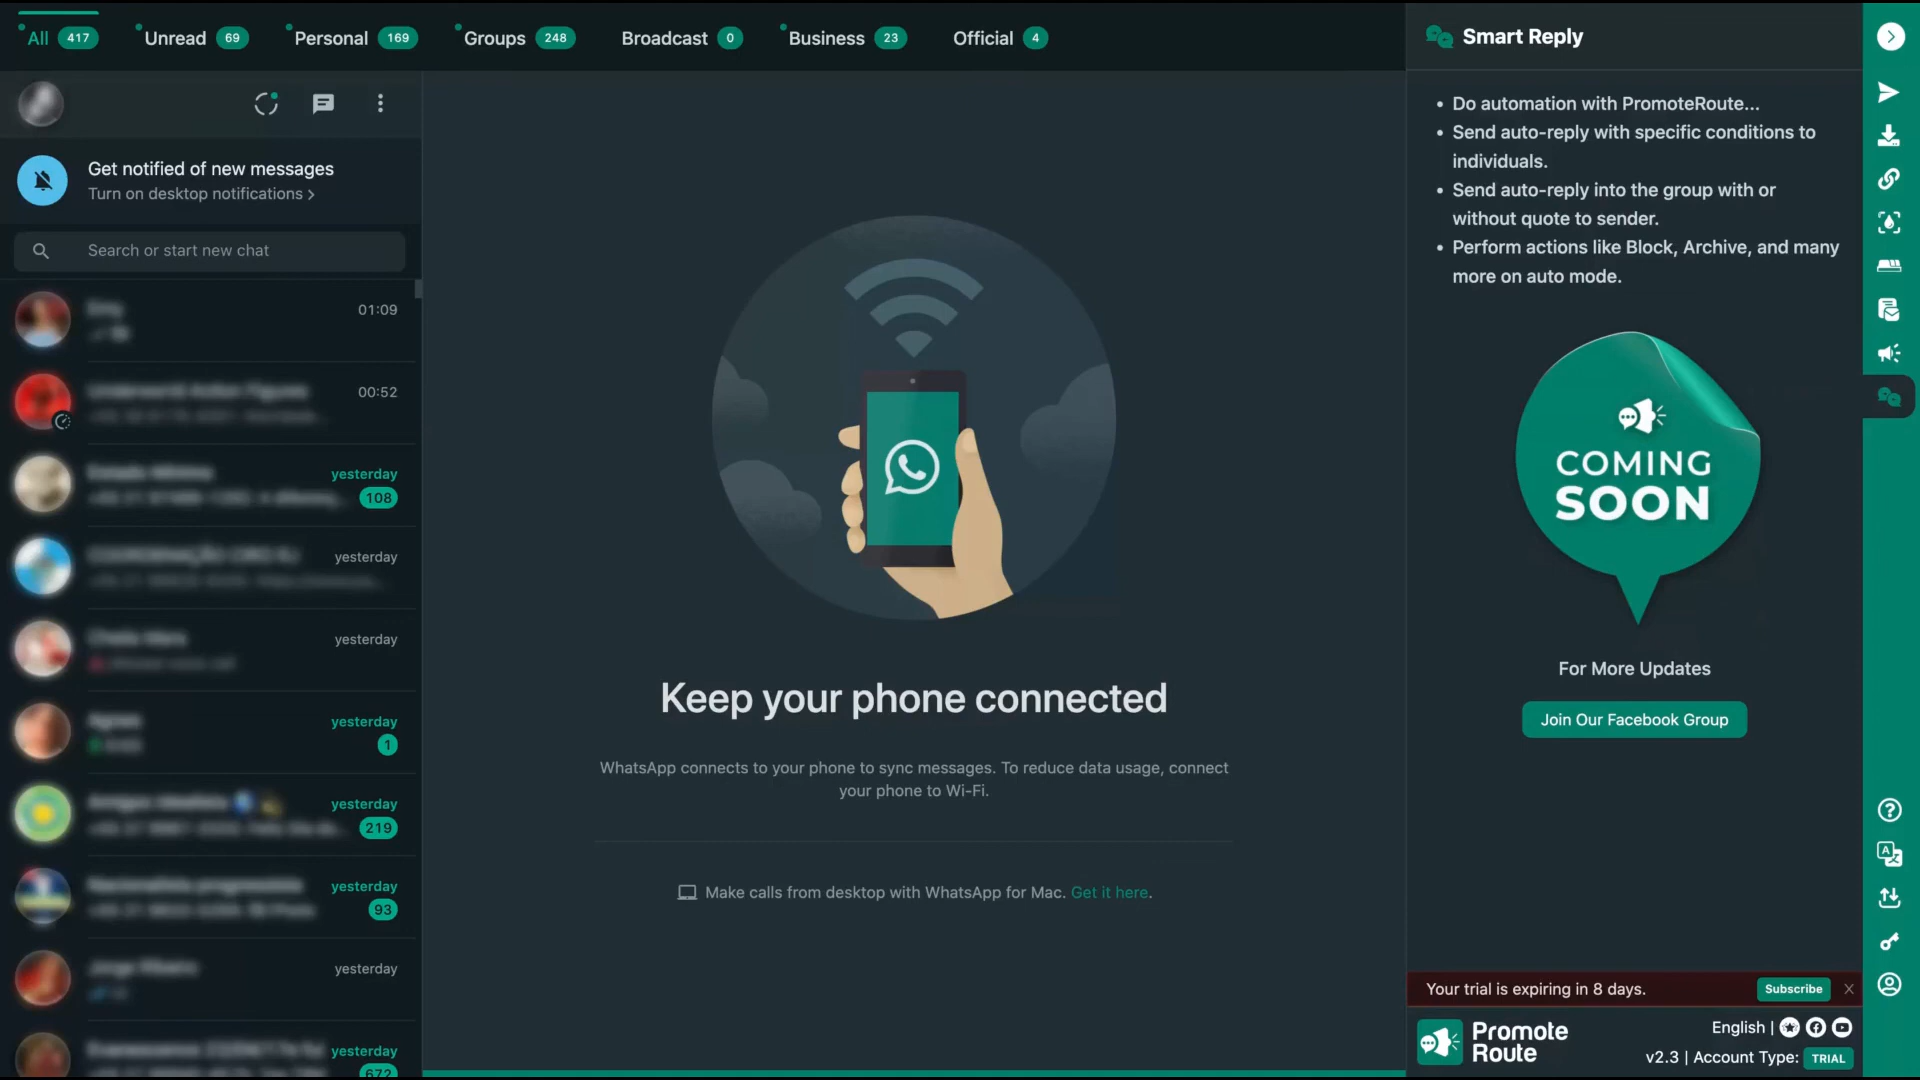 All 417 Unread 69 Personal 169 Groups 248 Broadcast 0 Business 23 Official 4
Get notified of new messages
Turn on desktop notifications >
Search or start new chat
01:09
00:52
yesterday
108
yesterday
yesterday
yesterday
1
yesterday
219
yesterday
93
yesterday
yesterday
672
Keep your phone connected
WhatsApp connects to your phone to sync messages. To reduce data usage, connect
your phone to Wi-Fi.
Make calls from desktop with WhatsApp for Mac. Get it here.
Smart Reply
• Do automation with PromoteRoute...
• Send auto-reply with specific conditions to
individuals.
• Send auto-reply into the group with or
without quote to sender.
• Perform actions like Block, Archive, and many
more on auto mode.
COMING
SOON
For More Updates
Join Our Facebook Group
Your trial is expiring in 8 days. Subscribe
Promote
Route
English |
v2.3 | Account Type: TRIAL